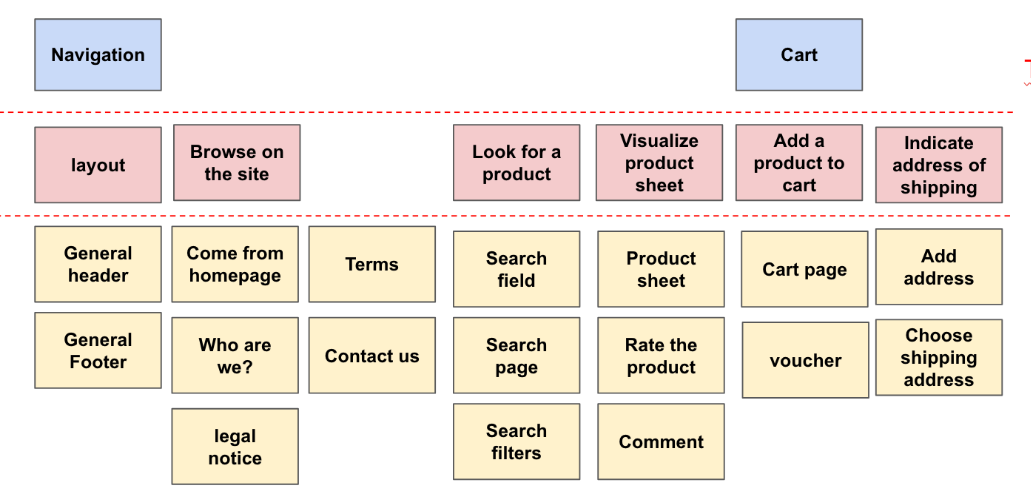 Navigation
Cart
layout
Browse on
the site
Look for a
product
Visualize
product
sheet
Add a
product to
cart
Indicate
address of
shipping
General
header
Come from
homepage
Terms
Search
field
Product
sheet
Cart page
Add
address
General
Footer
Who are
we?
Contact us
Search
page
Rate the
product
voucher
Choose
shipping
address
legal
notice
Search
filters
Comment